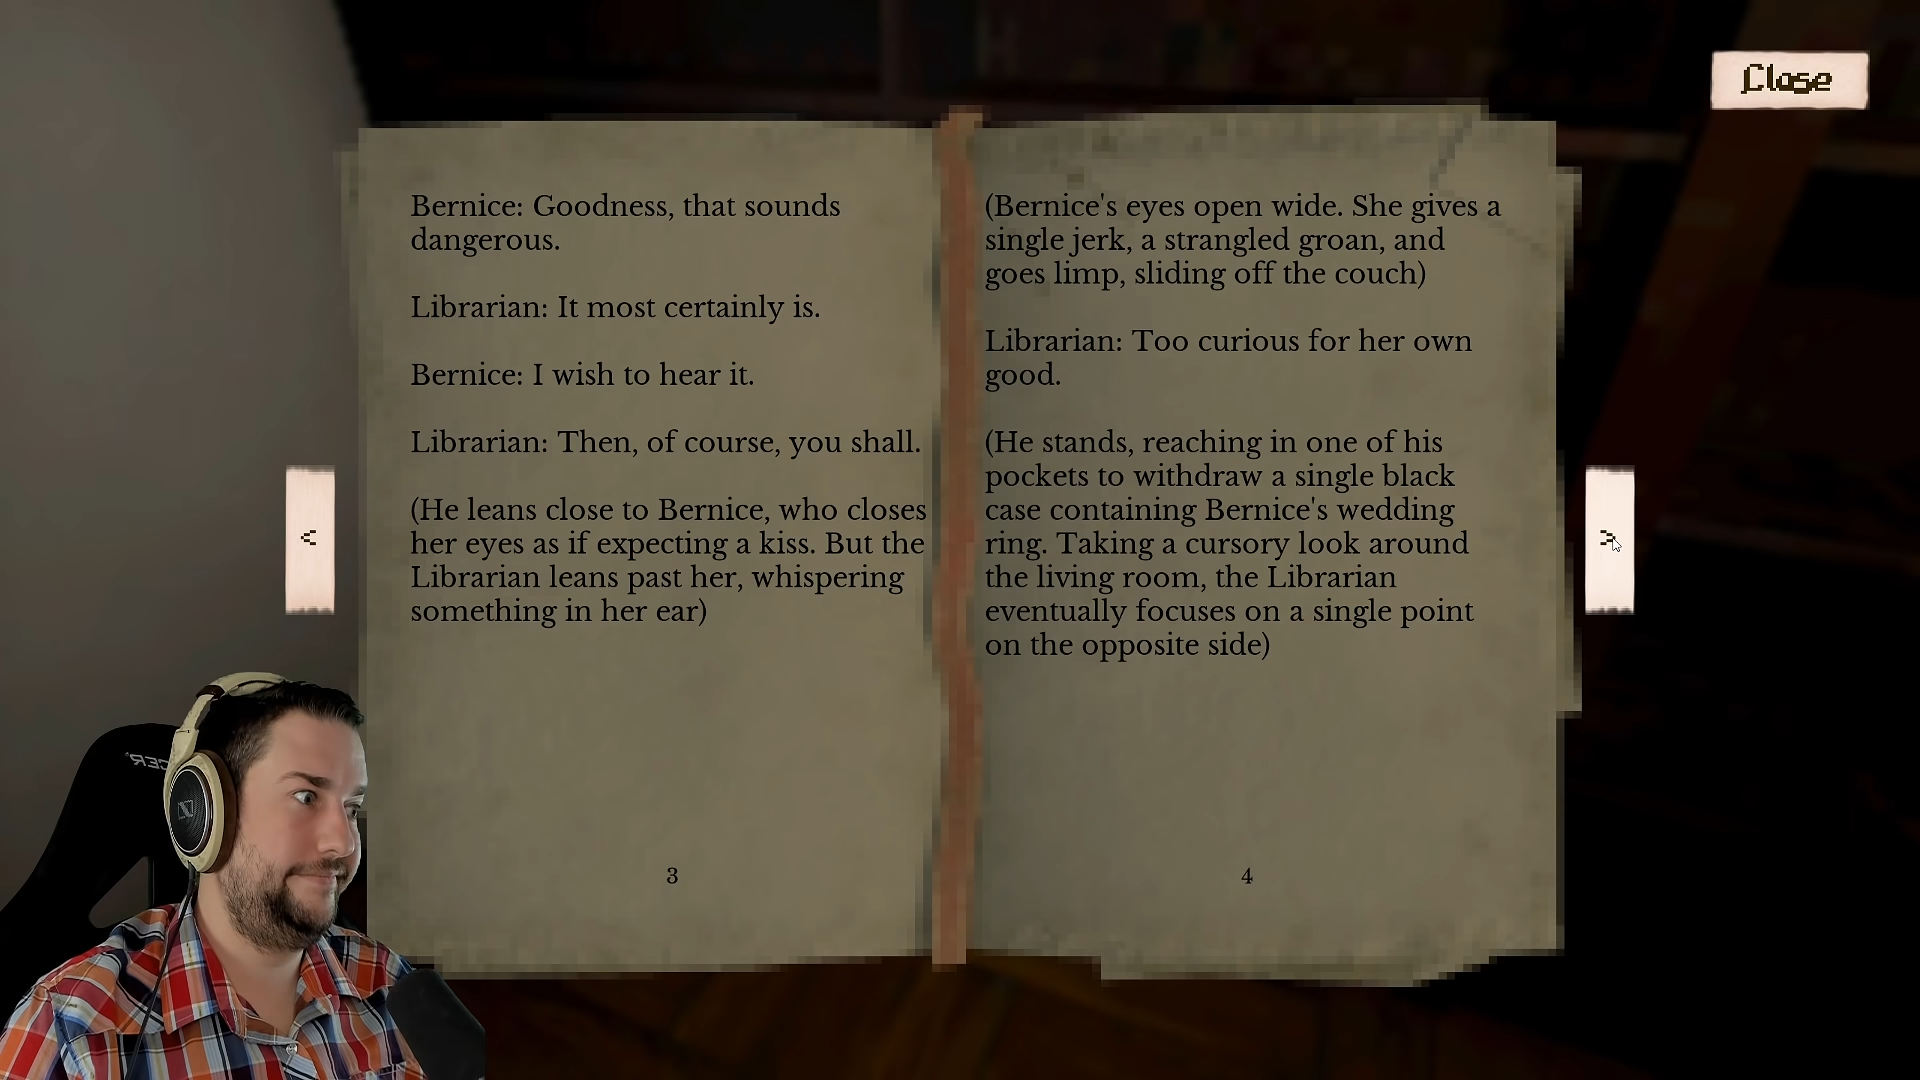 Close
Bernice: Goodness, that sounds
dangerous.
Librarian: It most certainly is.
Bernice: I wish to hear it.
Librarian: Then, of course, you shall.
(He leans close to Bernice, who closes
her eyes as if expecting a kiss. But the
Librarian leans past her, whispering
something in her ear)
3
(Bernice's eyes open wide. She gives a
single jerk, a strangled groan, and
goes limp, sliding off the couch)
Librarian: Too curious for her own
good.
(He stands, reaching in one of his
pockets to withdraw a single black
case containing Bernice's wedding
ring. Taking a cursory look around
the living room, the Librarian
eventually focuses on a single point
on the opposite side)
4
<
>